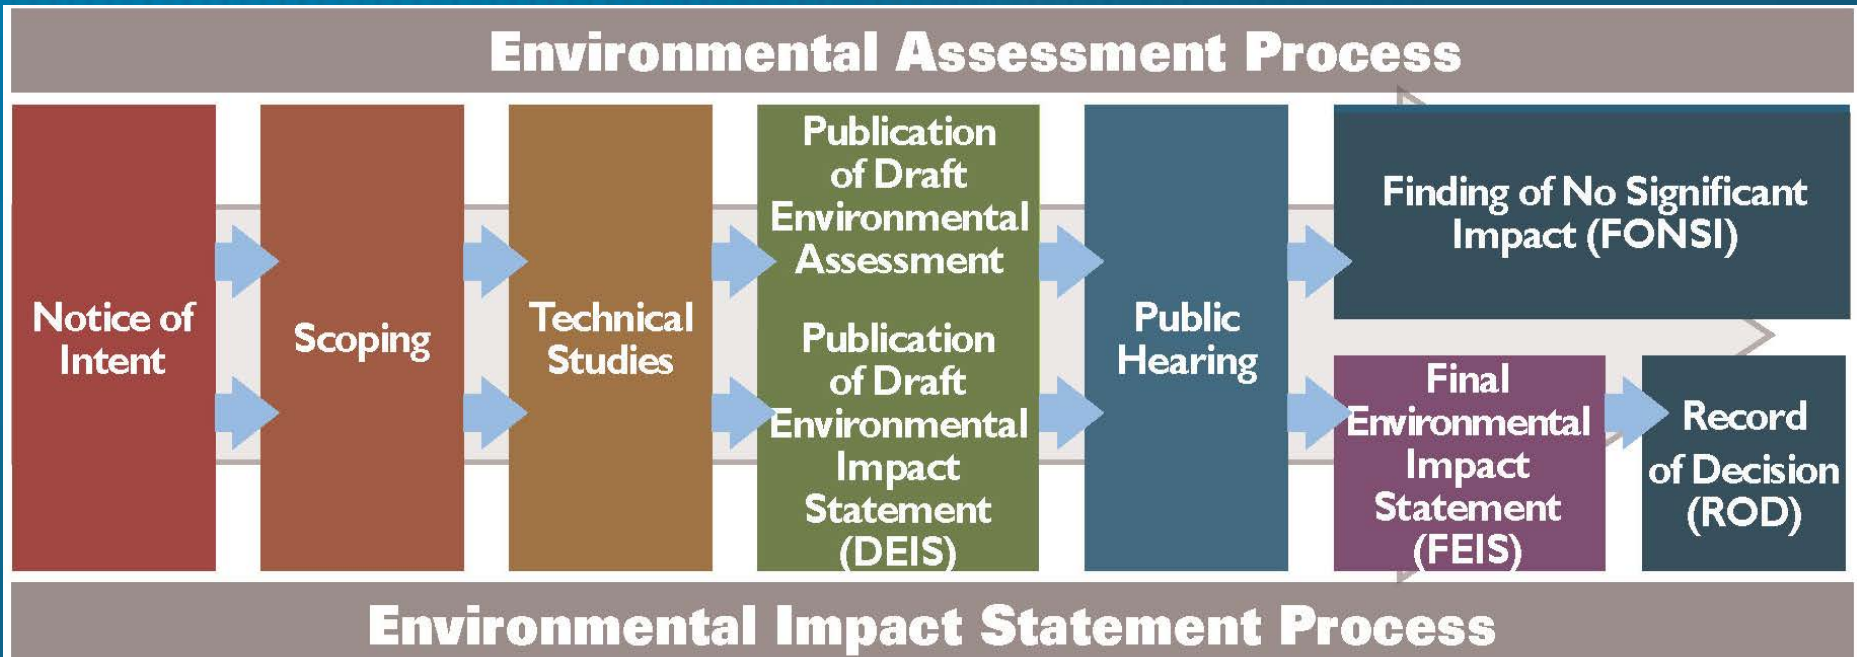 Environmental Assessment Process
Notice of
Intent
Scoping
Technical
Studies
Publication
of Draft
Environmental
Assessment
Publication
of Draft
Environmental
Impact
Statement
(DEIS)
Public
Hearing
Finding of No Significant
Impact (FONSI)
Final
Environmental
Impact
Statement
(FEIS)
Record
of Decision
(ROD)
Environmental Impact Statement Process